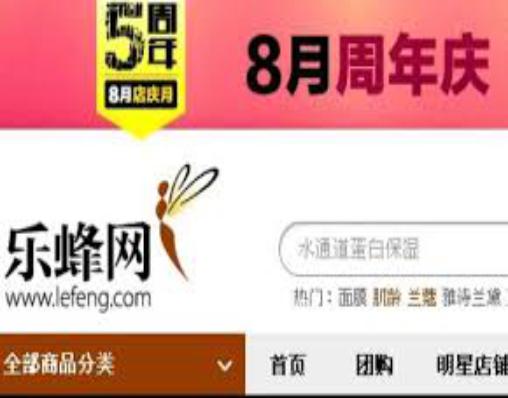 5周年
8月店庆月
8月周年庆
乐蜂网
www.lefeng.com
水通道蛋白保湿
热门：面膜 肌龄 兰蔻 雅诗兰黛
全部商品分类
首页 团购 明星店铺